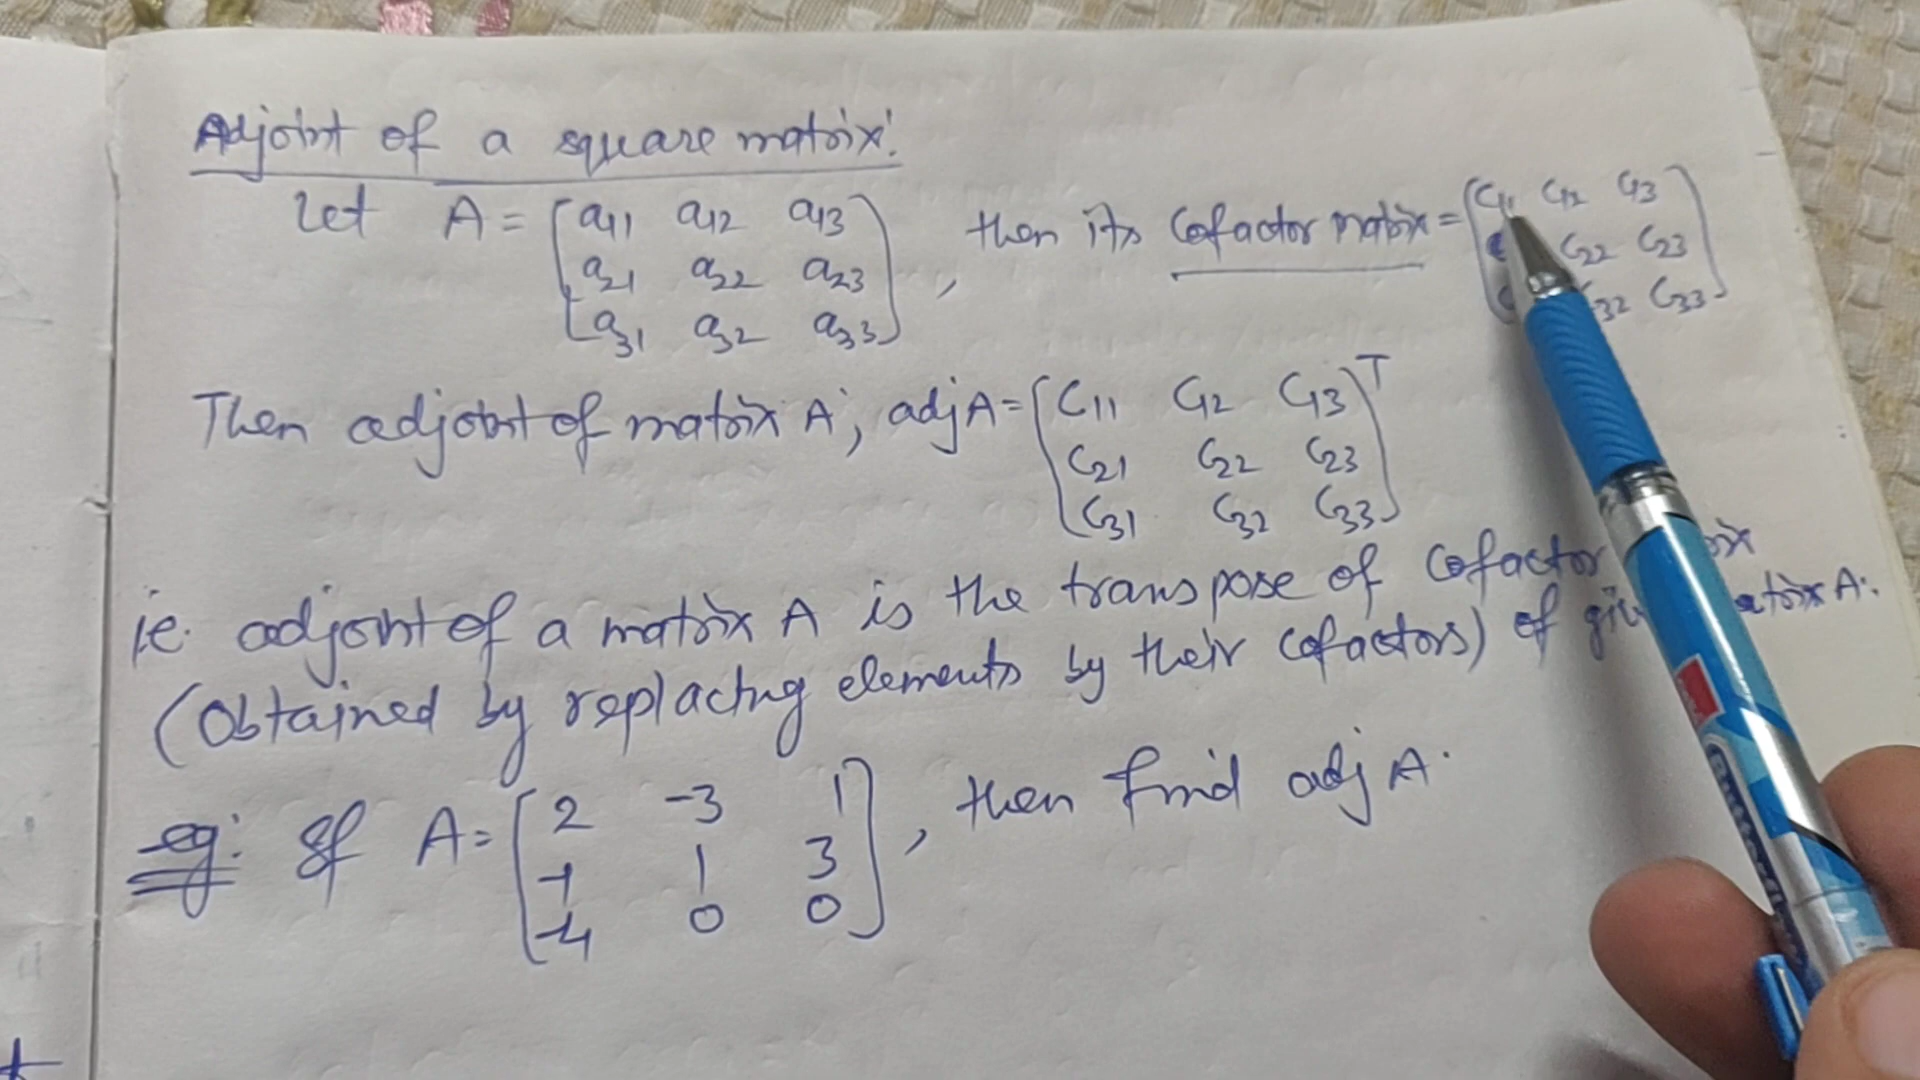 Adjoint of a square matrix:
Let A = [a11 a12 a13
a21 a22 a23
a31 a32 a33] , then its Cofactor matrix = [C11 C12 C13
C22 C23
C32 C33]
Then adjoint of matrix A, adj A = [C11 C12 C13
C21 C22 C23
C31 C32 C33]T
ie. adjoint of a matrix A is the transpose of Cofactor
(Obtained by replacing elements by their Cofactors) of A.
eg: If A = [2 -3 1
-1 1 3
-4 0 0] , then find adj A.